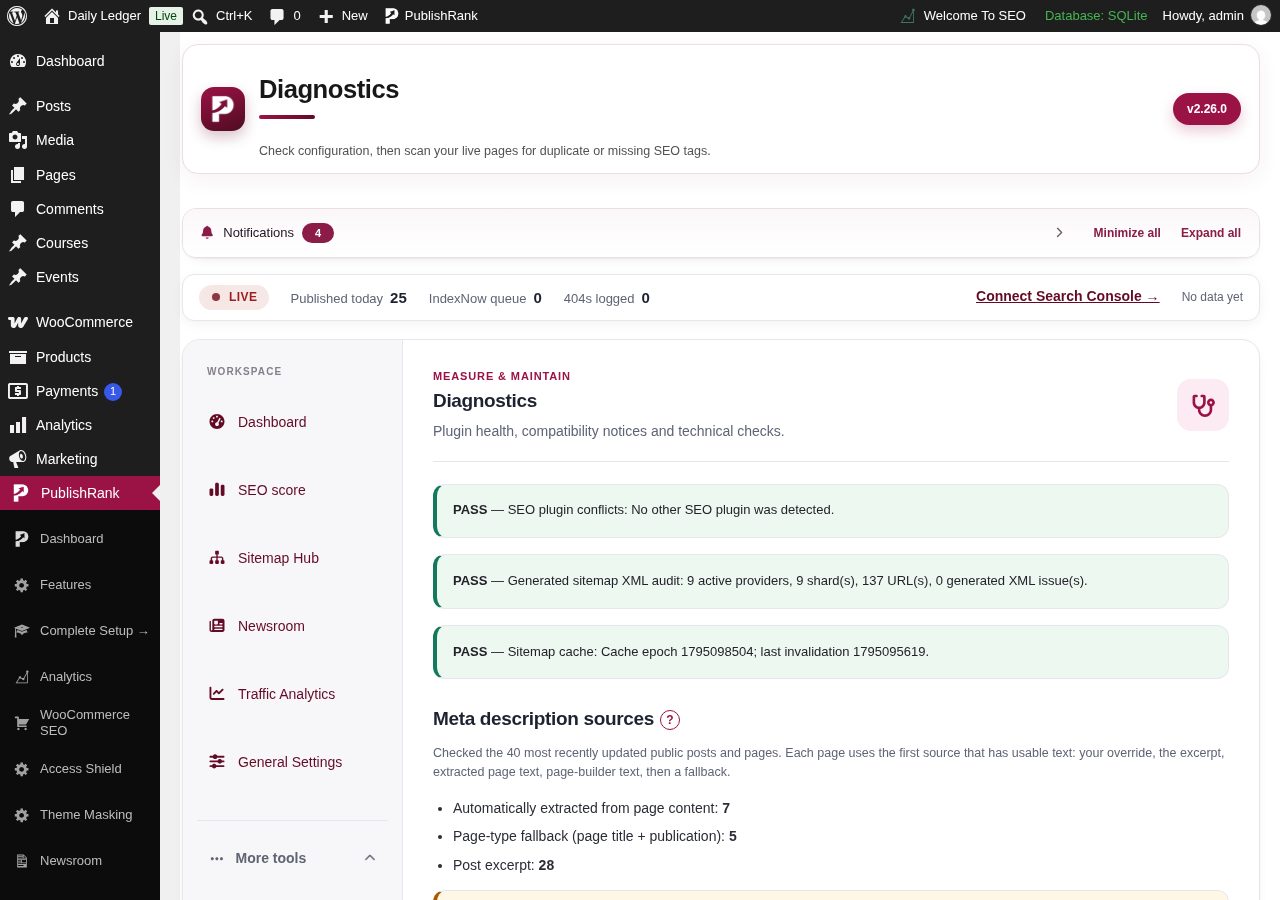 Daily Ledger
Live
Ctrl+K
0
New
PublishRank
Welcome To SEO
Database: SQLite
Howdy, admin
Dashboard
Posts
Media
Pages
Comments
Courses
Events
WooCommerce
Products
Payments 1
Analytics
Marketing
PublishRank
Dashboard
Features
Complete Setup →
Analytics
WooCommerce
SEO
Access Shield
Theme Masking
Newsroom
Diagnostics
Check configuration, then scan your live pages for duplicate or missing SEO tags.
v2.26.0
Notifications 4
Minimize all
Expand all
LIVE
Published today 25
IndexNow queue 0
404s logged 0
Connect Search Console →
No data yet
WORKSPACE
Dashboard
SEO score
Sitemap Hub
Newsroom
Traffic Analytics
General Settings
More tools
MEASURE & MAINTAIN
Diagnostics
Plugin health, compatibility notices and technical checks.
PASS — SEO plugin conflicts: No other SEO plugin was detected.
PASS — Generated sitemap XML audit: 9 active providers, 9 shard(s), 137 URL(s), 0 generated XML issue(s).
PASS — Sitemap cache: Cache epoch 1795098504; last invalidation 1795095619.
Meta description sources ?
Checked the 40 most recently updated public posts and pages. Each page uses the first source that has usable text: your override, the excerpt,
extracted page text, page-builder text, then a fallback.
• Automatically extracted from page content: 7
• Page-type fallback (page title + publication): 5
• Post excerpt: 28